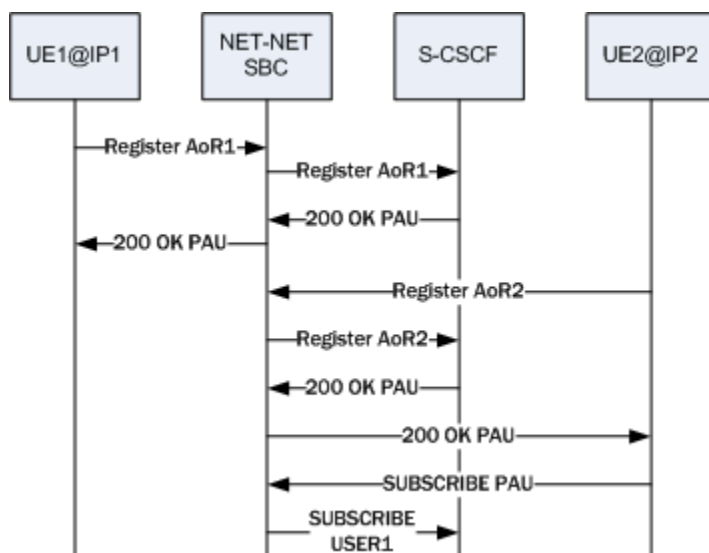 UE1@IP1
NET-NET
SBC
S-CSCF
UE2@IP2
Register AoR1
Register AoR1
200 OK PAU
200 OK PAU
Register AoR2
Register AoR2
200 OK PAU
200 OK PAU
SUBSCRIBE PAU
SUBSCRIBE
USER1